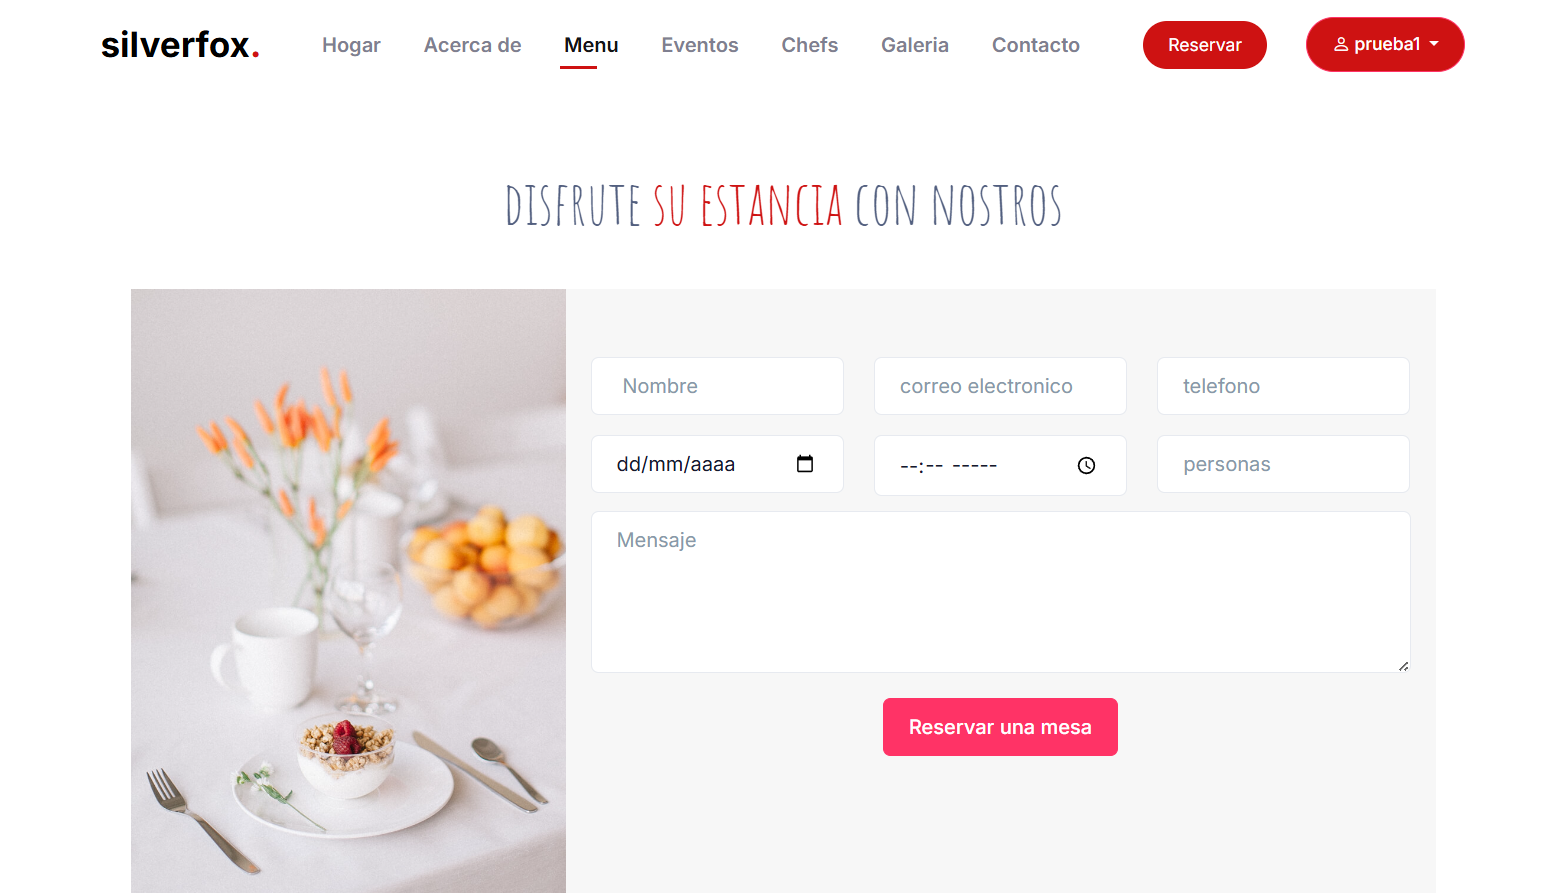 silverfox.
Hogar Acerca de Menu Eventos Chefs Galeria Contacto Reservar prueba1
DISFRUTE SU ESTANCIA CON NOSTROS
Nombre correo electronico telefono
dd/mm/aaaa --:-- ----- personas
Mensaje
Reservar una mesa